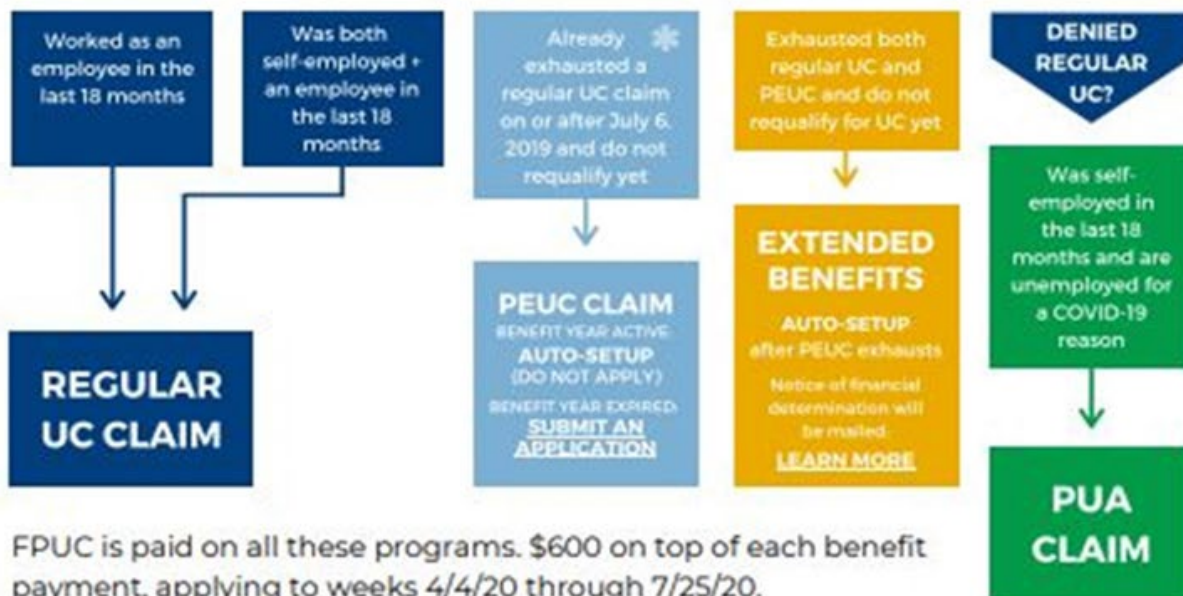 Worked as an
employee in the
last 18 months
Was both
self-employed +
an employee in
the last 18
months
REGULAR
UC CLAIM
Already
exhausted a
regular UC claim
on or after July 6,
2019 and do not
requalify yet
PEUC CLAIM
BENEFIT YEAR ACTIVE:
AUTO-SETUP
(DO NOT APPLY)
BENEFIT YEAR EXPIRED:
SUBMIT AN
APPLICATION
Exhausted both
regular UC and
PEUC and do not
requalify for UC yet
EXTENDED
BENEFITS
AUTO-SETUP
after PEUC exhausts
Notice of financial
determination will
be mailed.
LEARN MORE
DENIED
REGULAR
UC?
Was self-
employed in
the last 18
months and are
unemployed for
a COVID-19
reason
PUA
CLAIM
FPUC is paid on all these programs. $600 on top of each benefit
payment, applying to weeks 4/4/20 through 7/25/20.